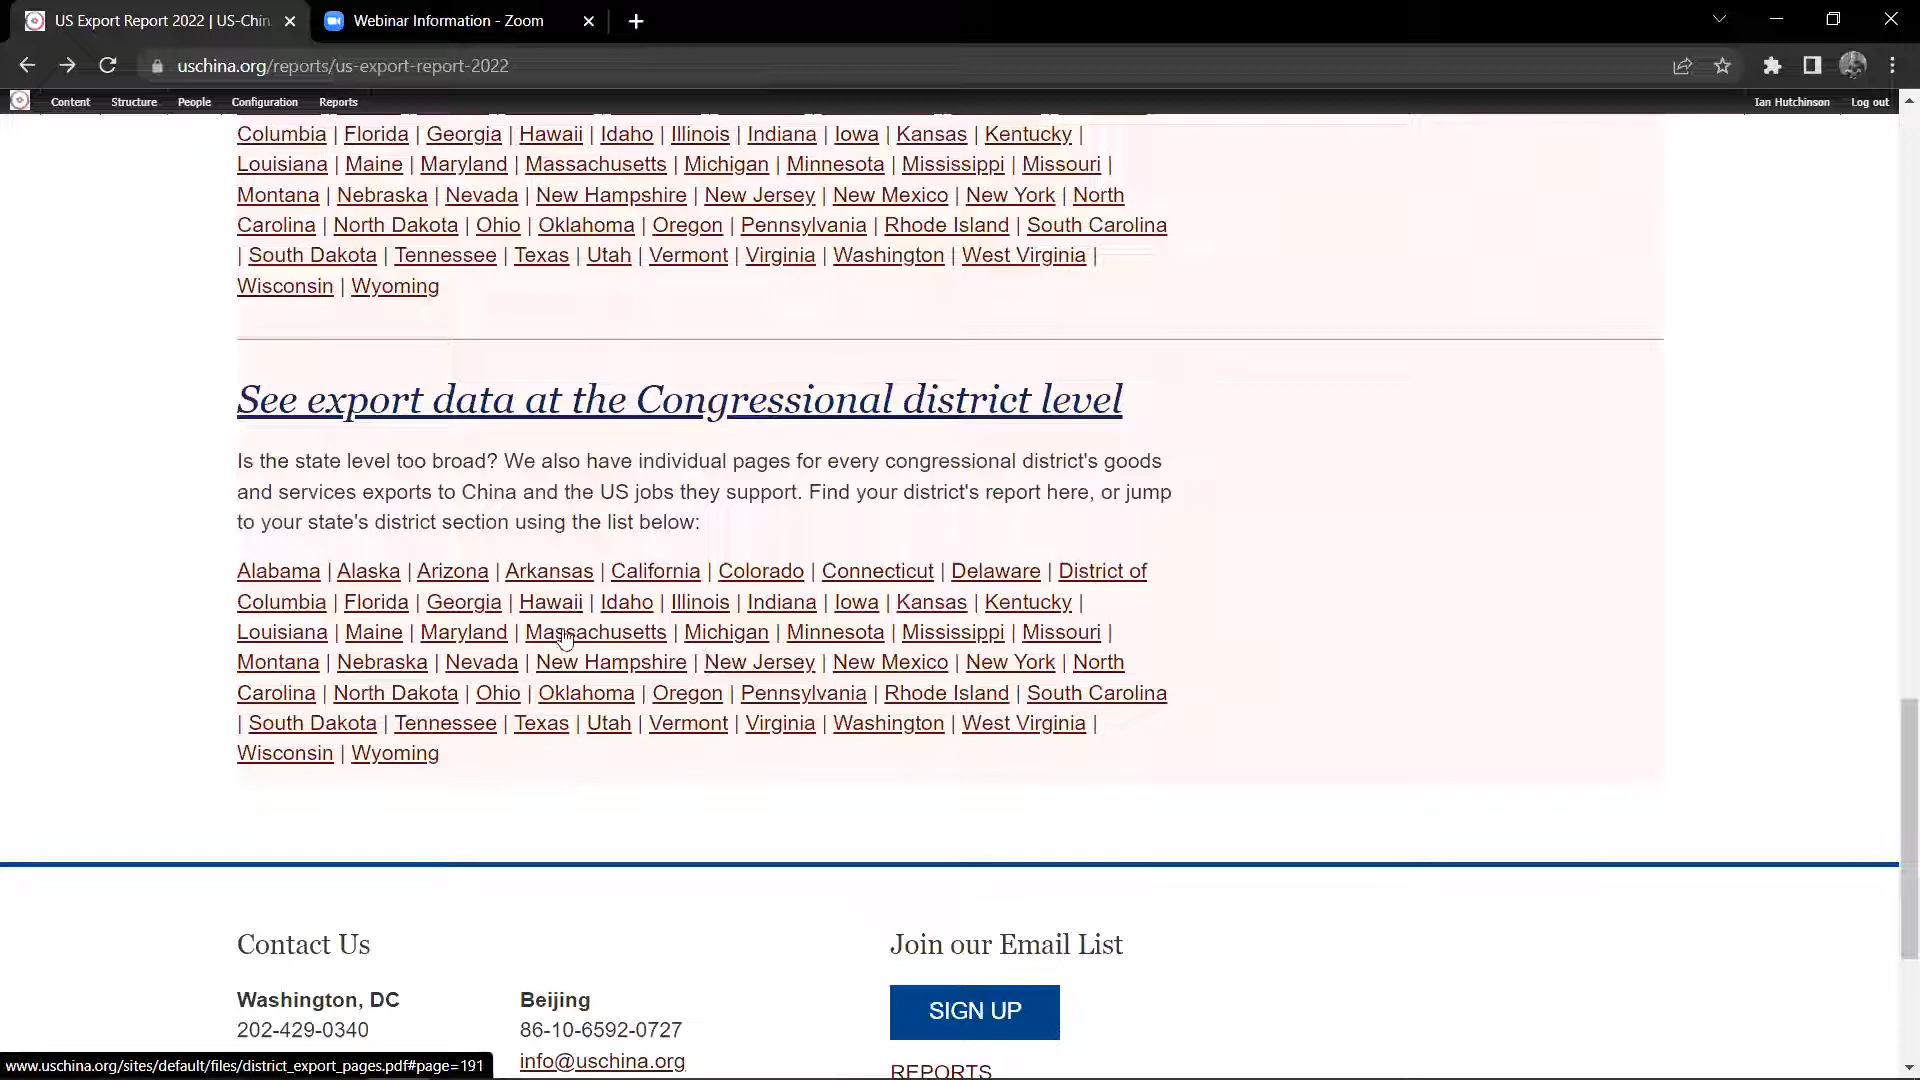 US Export Report 2022 | US-Chin
Webinar Information - Zoom
uschina.org/reports/us-export-report-2022
Content Structure People Configuration Reports Ian Hutchinson Log out
Columbia | Florida | Georgia | Hawaii | Idaho | Illinois | Indiana | Iowa | Kansas | Kentucky |
Louisiana | Maine | Maryland | Massachusetts | Michigan | Minnesota | Mississippi | Missouri |
Montana | Nebraska | Nevada | New Hampshire | New Jersey | New Mexico | New York | North
Carolina | North Dakota | Ohio | Oklahoma | Oregon | Pennsylvania | Rhode Island | South Carolina
| South Dakota | Tennessee | Texas | Utah | Vermont | Virginia | Washington | West Virginia |
Wisconsin | Wyoming
See export data at the Congressional district level
Is the state level too broad? We also have individual pages for every congressional district's goods
and services exports to China and the US jobs they support. Find your district's report here, or jump
to your state's district section using the list below:
Alabama | Alaska | Arizona | Arkansas | California | Colorado | Connecticut | Delaware | District of
Columbia | Florida | Georgia | Hawaii | Idaho | Illinois | Indiana | Iowa | Kansas | Kentucky |
Louisiana | Maine | Maryland | Massachusetts | Michigan | Minnesota | Mississippi | Missouri |
Montana | Nebraska | Nevada | New Hampshire | New Jersey | New Mexico | New York | North
Carolina | North Dakota | Ohio | Oklahoma | Oregon | Pennsylvania | Rhode Island | South Carolina
| South Dakota | Tennessee | Texas | Utah | Vermont | Virginia | Washington | West Virginia |
Wisconsin | Wyoming
Contact Us
Washington, DC
202-429-0340
Beijing
86-10-6592-0727
info@uschina.org
Join our Email List
SIGN UP
REPORTS
www.uschina.org/sites/default/files/district_export_pages.pdf#page=191